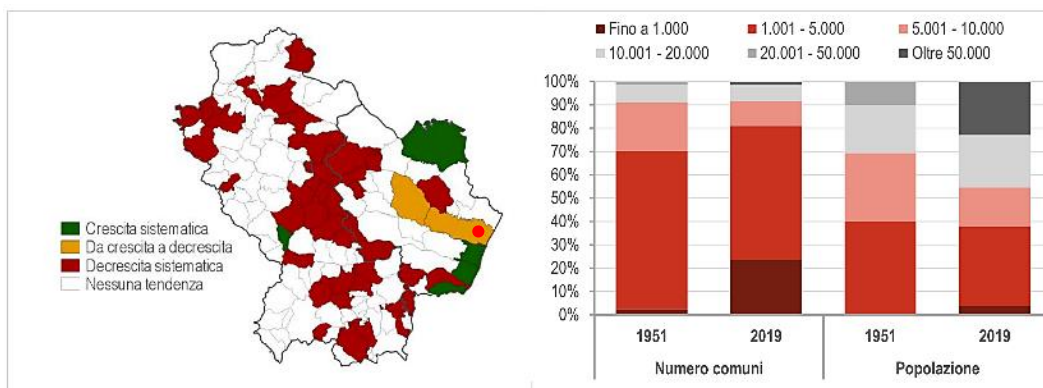 Crescita sistematica
Da crescita a decrescita
Decrescita sistematica
Nessuna tendenza
Fino a 1.000
1.001 - 5.000
5.001 - 10.000
10.001 - 20.000
20.001 - 50.000
Oltre 50.000
100%
90%
80%
70%
60%
50%
40%
30%
20%
10%
0%
1951
2019
1951
2019
Numero comuni
Popolazione